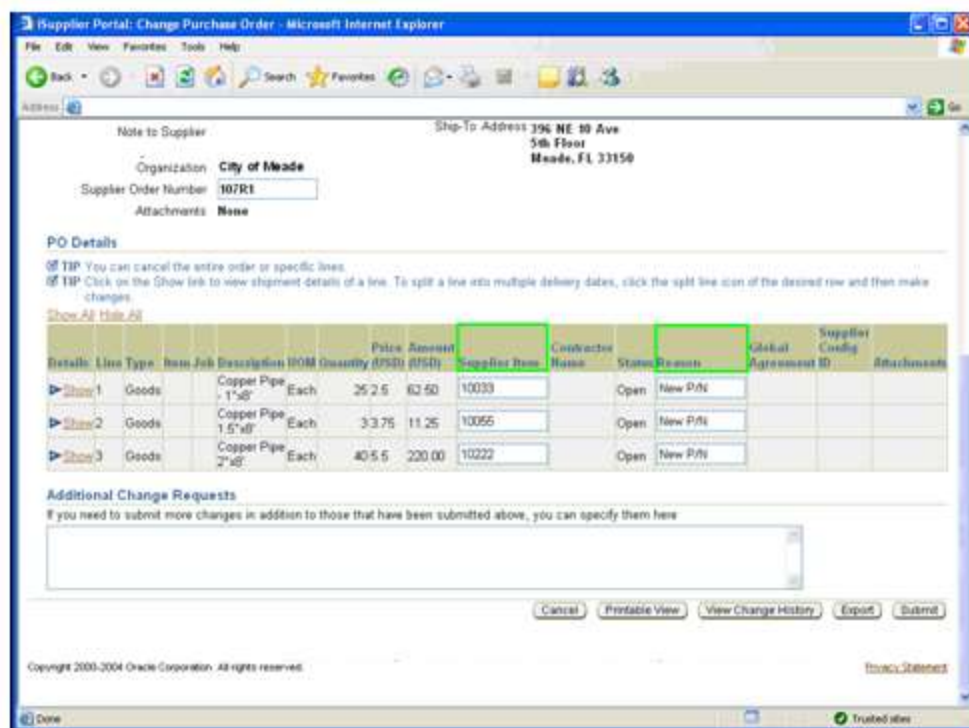 iSupplier Portal: Change Purchase Order - Microsoft Internet Explorer
File Edit View Favorites Tools Help
Back Search Favorites
Address Go
Note to Supplier Ship-To Address 396 NE 10 Ave
5th Floor
Meade, FL 33150
Organization City of Meade
Supplier Order Number 107R1
Attachments None
PO Details
TIP You can cancel the entire order or specific lines.
TIP Click on the Show link to view shipment details of a line. To split a line into multiple delivery dates, click the split line icon of the desired row and then make
changes.
Show All Hide All
Details Line Type Item Job Description UOM Quantity Price (USD) Amount (USD) Supplier Item Contractor Name Status Reason Global Agreement Supplier Config ID Attachments
Show 1 Goods Copper Pipe - 1"x8' Each 25 2.5 62.50 10033 Open New P/N
Show 2 Goods Copper Pipe 1.5"x8' Each 3 3.75 11.25 10055 Open New P/N
Show 3 Goods Copper Pipe 2"x8' Each 40 5.5 220.00 10222 Open New P/N
Additional Change Requests
If you need to submit more changes in addition to those that have been submitted above, you can specify them here
Cancel Printable View View Change History Export Submit
Copyright 2000-2004 Oracle Corporation. All rights reserved. Privacy Statement
Done Trusted sites